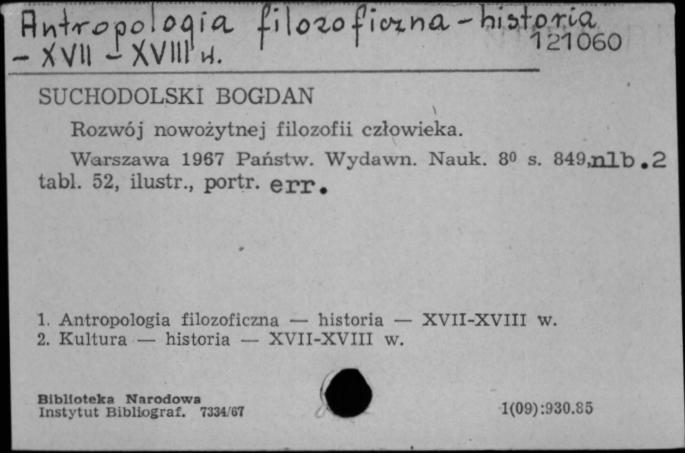 Antropologia filozoficzna - historia
- XVII - XVIII w.
121060
SUCHODOLSKI BOGDAN
Rozwój nowożytnej filozofii człowieka.
Warszawa 1967 Państw. Wydawn. Nauk. 8⁰ s. 849, nlb. 2
tabl. 52, ilustr., portr. err.
1. Antropologia filozoficzna — historia — XVII-XVIII w.
2. Kultura — historia — XVII-XVIII w.
Biblioteka Narodowa
Instytut Bibliograf. 7334/67
1(09):930.85